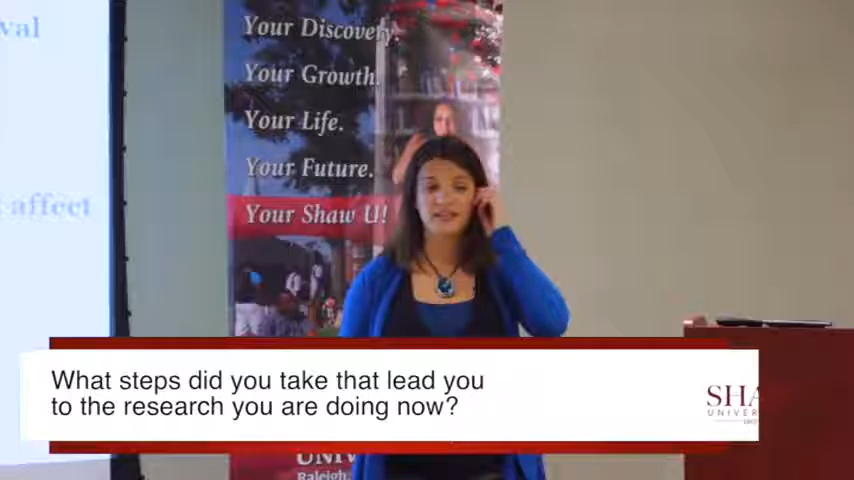 val
affect
Your Discovery.
Your Growth.
Your Life.
Your Future.
Your Shaw U!
What steps did you take that lead you
to the research you are doing now?
SHA
UNIVER
UNIV
Raleigh,